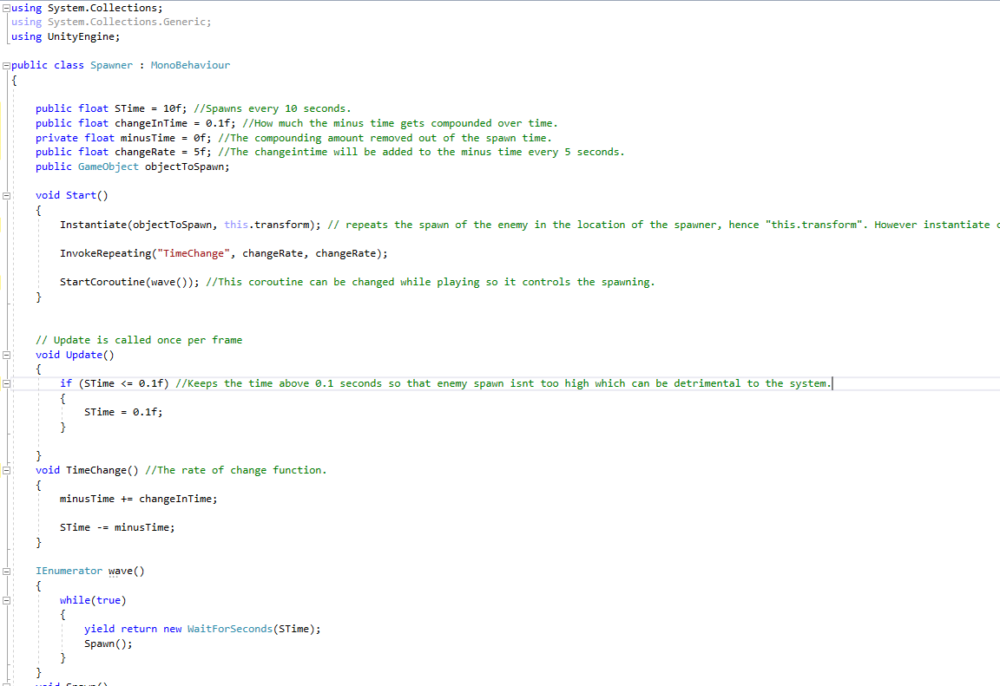 using System.Collections;
using System.Collections.Generic;
using UnityEngine;
public class Spawner : MonoBehaviour
{
public float STime = 10f; //Spawns every 10 seconds.
public float changeInTime = 0.1f; //How much the minus time gets compounded over time.
private float minusTime = 0f; //The compounding amount removed out of the spawn time.
public float changeRate = 5f; //The changeintime will be added to the minus time every 5 seconds.
public GameObject objectToSpawn;
void Start()
{
Instantiate(objectToSpawn, this.transform); // repeats the spawn of the enemy in the location of the spawner, hence "this.transform". However instantiate
InvokeRepeating("TimeChange", changeRate, changeRate);
StartCoroutine(wave()); //This coroutine can be changed while playing so it controls the spawning.
}
// Update is called once per frame
void Update()
{
if (STime <= 0.1f) //Keeps the time above 0.1 seconds so that enemy spawn isnt too high which can be detrimental to the system.
{
STime = 0.1f;
}
}
void TimeChange() //The rate of change function.
{
minusTime += changeInTime;
STime -= minusTime;
}
IEnumerator wave()
{
while(true)
{
yield return new WaitForSeconds(STime);
Spawn();
}
}
void Spawn()